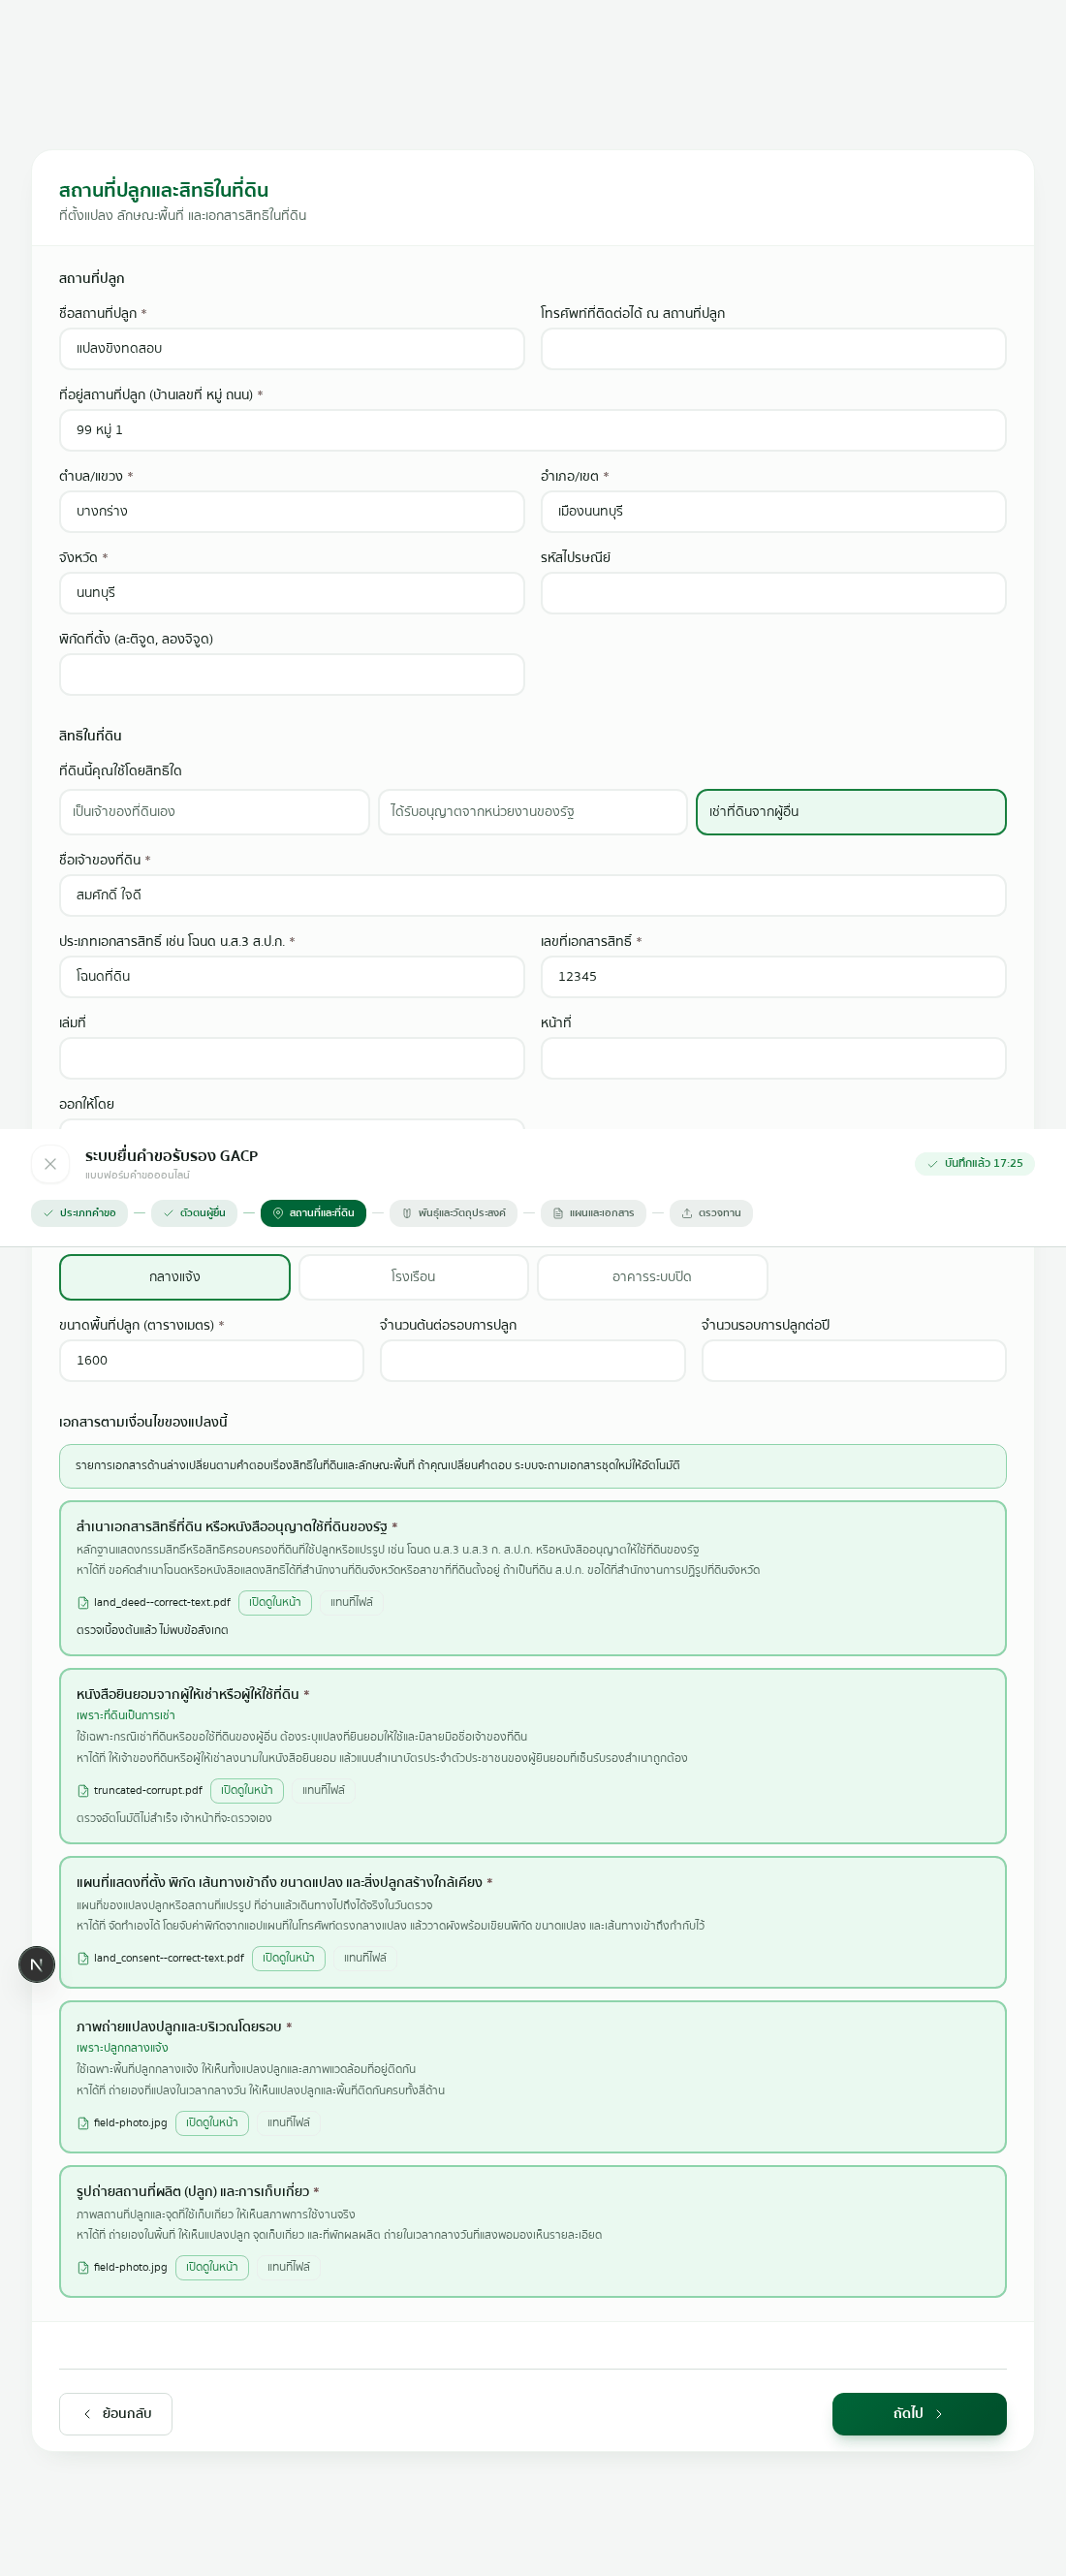 สถานที่ปลูกและสิทธิในที่ดิน
ที่ตั้งแปลง ลักษณะพื้นที่ และเอกสารสิทธิในที่ดิน
สถานที่ปลูก
ชื่อสถานที่ปลูก *
โทรศัพท์ที่ติดต่อได้ ณ สถานที่ปลูก
แปลงขิงทดสอบ
ที่อยู่สถานที่ปลูก (บ้านเลขที่ หมู่ ถนน) *
99 หมู่ 1
ตำบล/แขวง *
อำเภอ/เขต *
บางกร่าง
เมืองนนทบุรี
จังหวัด *
รหัสไปรษณีย์
นนทบุรี
พิกัดที่ตั้ง (ละติจูด, ลองจิจูด)
สิทธิในที่ดิน
ที่ดินนี้คุณใช้โดยสิทธิใด
เป็นเจ้าของที่ดินเอง
ได้รับอนุญาตจากหน่วยงานของรัฐ
เช่าที่ดินจากผู้อื่น
ชื่อเจ้าของที่ดิน *
สมศักดิ์ ใจดี
ประเภทเอกสารสิทธิ์ เช่น โฉนด น.ส.3 ส.ป.ก. *
เลขที่เอกสารสิทธิ์ *
โฉนดที่ดิน
12345
เล่มที่
หน้าที่
ออกให้โดย
ระบบยื่นคำขอรับรอง GACP
แบบฟอร์มคำขอออนไลน์
บันทึกแล้ว 17:25
ประเภทคำขอ
ตัวตนผู้ยื่น
สถานที่และที่ดิน
พันธุ์และวัตถุประสงค์
แผนและเอกสาร
ตรวจทาน
กลางแจ้ง
โรงเรือน
อาคารระบบปิด
ขนาดพื้นที่ปลูก (ตารางเมตร) *
จำนวนต้นต่อรอบการปลูก
จำนวนรอบการปลูกต่อปี
1600
เอกสารตามเงื่อนไขของแปลงนี้
รายการเอกสารด้านล่างเปลี่ยนตามคำตอบเรื่องสิทธิในที่ดินและลักษณะพื้นที่ ถ้าคุณเปลี่ยนคำตอบ ระบบจะถามเอกสารชุดใหม่ให้อัตโนมัติ
สำเนาเอกสารสิทธิ์ที่ดิน หรือหนังสืออนุญาตใช้ที่ดินของรัฐ *
หลักฐานแสดงกรรมสิทธิ์หรือสิทธิครอบครองที่ดินที่ใช้ปลูกหรือแปรรูป เช่น โฉนด น.ส.3 น.ส.3 ก. ส.ป.ก. หรือหนังสืออนุญาตให้ใช้ที่ดินของรัฐ
หาได้ที่ ขอคัดสำเนาโฉนดหรือหนังสือแสดงสิทธิได้ที่สำนักงานที่ดินจังหวัดหรือสาขาที่ที่ดินตั้งอยู่ ถ้าเป็นที่ดิน ส.ป.ก. ขอได้ที่สำนักงานการปฏิรูปที่ดินจังหวัด
land_deed--correct-text.pdf
เปิดดูในหน้า
แทนที่ไฟล์
ตรวจเบื้องต้นแล้ว ไม่พบข้อสังเกต
หนังสือยินยอมจากผู้ให้เช่าหรือผู้ให้ใช้ที่ดิน *
เพราะที่ดินเป็นการเช่า
ใช้เฉพาะกรณีเช่าที่ดินหรือขอใช้ที่ดินของผู้อื่น ต้องระบุแปลงที่ยินยอมให้ใช้และมีลายมือชื่อเจ้าของที่ดิน
หาได้ที่ ให้เจ้าของที่ดินหรือผู้ให้เช่าลงนามในหนังสือยินยอม แล้วแนบสำเนาบัตรประจำตัวประชาชนของผู้ยินยอมที่เซ็นรับรองสำเนาถูกต้อง
truncated-corrupt.pdf
เปิดดูในหน้า
แทนที่ไฟล์
ตรวจอัตโนมัติไม่สำเร็จ เจ้าหน้าที่จะตรวจเอง
แผนที่แสดงที่ตั้ง พิกัด เส้นทางเข้าถึง ขนาดแปลง และสิ่งปลูกสร้างใกล้เคียง *
แผนที่ของแปลงปลูกหรือสถานที่แปรรูป ที่อ่านแล้วเดินทางไปถึงได้จริงในวันตรวจ
หาได้ที่ จัดทำเองได้ โดยจับค่าพิกัดจากแอปแผนที่ในโทรศัพท์ตรงกลางแปลง แล้ววาดผังพร้อมเขียนพิกัด ขนาดแปลง และเส้นทางเข้าถึงกำกับไว้
land_consent--correct-text.pdf
เปิดดูในหน้า
แทนที่ไฟล์
ภาพถ่ายแปลงปลูกและบริเวณโดยรอบ *
เพราะปลูกกลางแจ้ง
ใช้เฉพาะพื้นที่ปลูกกลางแจ้ง ให้เห็นทั้งแปลงปลูกและสภาพแวดล้อมที่อยู่ติดกัน
หาได้ที่ ถ่ายเองที่แปลงในเวลากลางวัน ให้เห็นแปลงปลูกและพื้นที่ติดกันครบทั้งสี่ด้าน
field-photo.jpg
เปิดดูในหน้า
แทนที่ไฟล์
รูปถ่ายสถานที่ผลิต (ปลูก) และการเก็บเกี่ยว *
ภาพสถานที่ปลูกและจุดที่ใช้เก็บเกี่ยว ให้เห็นสภาพการใช้งานจริง
หาได้ที่ ถ่ายเองในพื้นที่ ให้เห็นแปลงปลูก จุดเก็บเกี่ยว และที่พักผลผลิต ถ่ายในเวลากลางวันที่แสงพอมองเห็นรายละเอียด
field-photo.jpg
เปิดดูในหน้า
แทนที่ไฟล์
ย้อนกลับ
ถัดไป